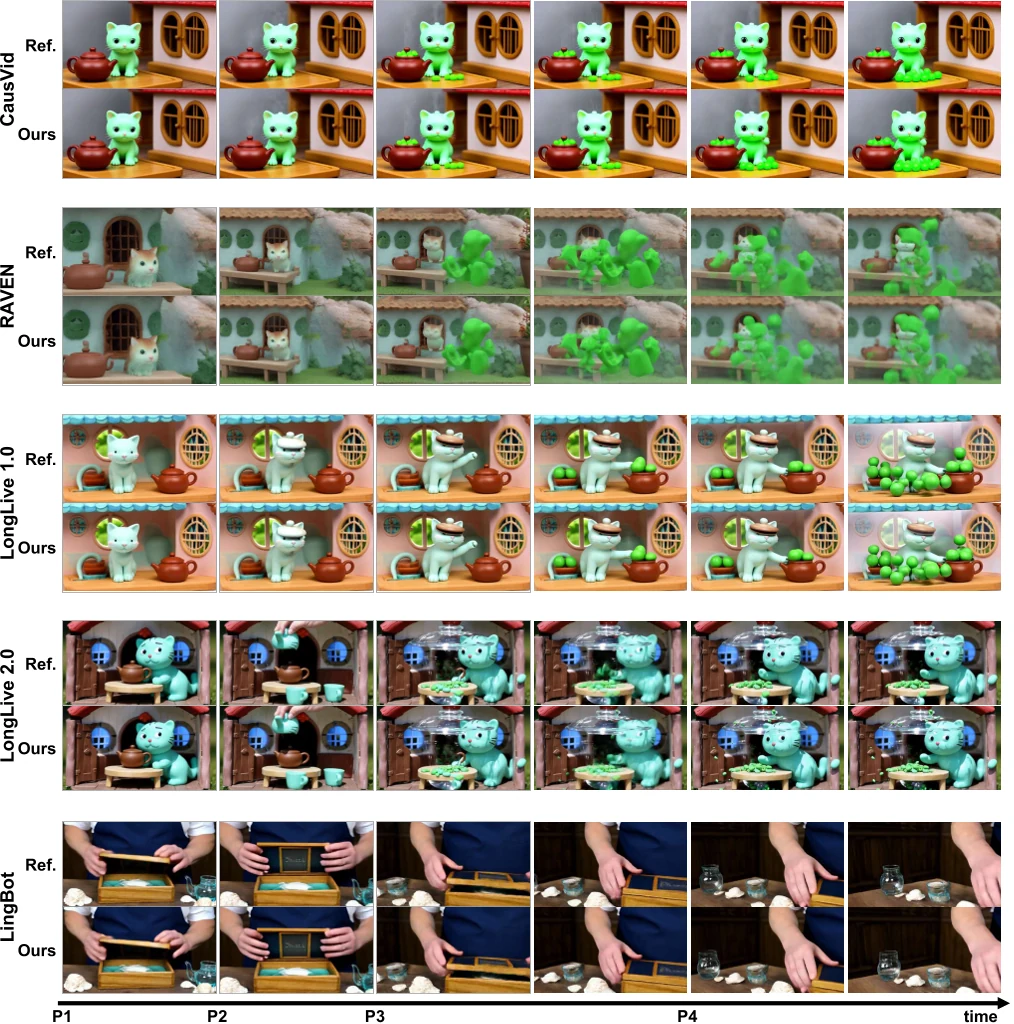 CausVid
Ref.
Ours
RAVEN
Ref.
Ours
LongLive 1.0
Ref.
Ours
LongLive 2.0
Ref.
Ours
LingBot
Ref.
Ours
P1 P2 P3 P4 time